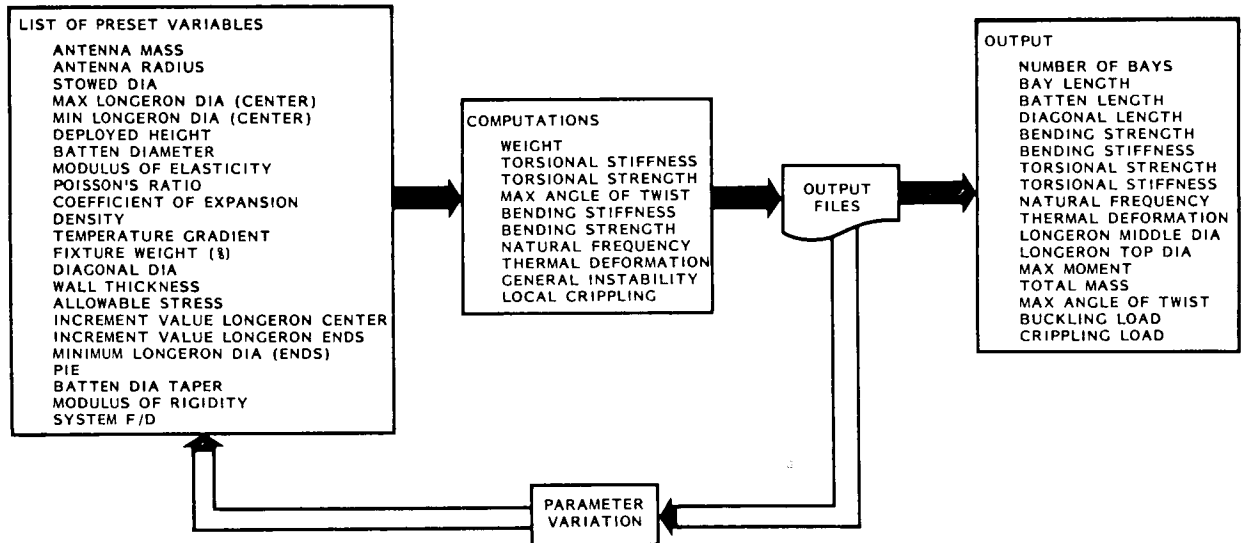 LIST OF PRESET VARIABLES
ANTENNA MASS
ANTENNA RADIUS
STOWED DIA
MAX LONGERON DIA (CENTER)
MIN LONGERON DIA (CENTER)
DEPLOYED HEIGHT
BATTEN DIAMETER
MODULUS OF ELASTICITY
POISSON'S RATIO
COEFFICIENT OF EXPANSION
DENSITY
TEMPERATURE GRADIENT
FIXTURE WEIGHT (%)
DIAGONAL DIA
WALL THICKNESS
ALLOWABLE STRESS
INCREMENT VALUE LONGERON CENTER
INCREMENT VALUE LONGERON ENDS
MINIMUM LONGERON DIA (ENDS)
PIE
BATTEN DIA TAPER
MODULUS OF RIGIDITY
SYSTEM F/D
COMPUTATIONS
WEIGHT
TORSIONAL STIFFNESS
TORSIONAL STRENGTH
MAX ANGLE OF TWIST
BENDING STIFFNESS
BENDING STRENGTH
NATURAL FREQUENCY
THERMAL DEFORMATION
GENERAL INSTABILITY
LOCAL CRIPPLING
OUTPUT
FILES
OUTPUT
NUMBER OF BAYS
BAY LENGTH
BATTEN LENGTH
DIAGONAL LENGTH
BENDING STRENGTH
BENDING STIFFNESS
TORSIONAL STRENGTH
TORSIONAL STIFFNESS
NATURAL FREQUENCY
THERMAL DEFORMATION
LONGERON MIDDLE DIA
LONGERON TOP DIA
MAX MOMENT
TOTAL MASS
MAX ANGLE OF TWIST
BUCKLING LOAD
CRIPPLING LOAD
PARAMETER
VARIATION